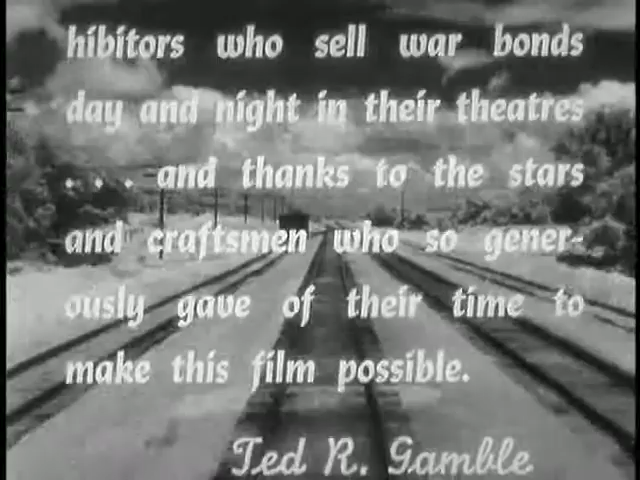 hibitors who sell war bonds
day and night in their theatres
. . . and thanks to the stars
and craftsmen who so gener-
ously gave of their time to
make this film possible.
Ted R. Gamble